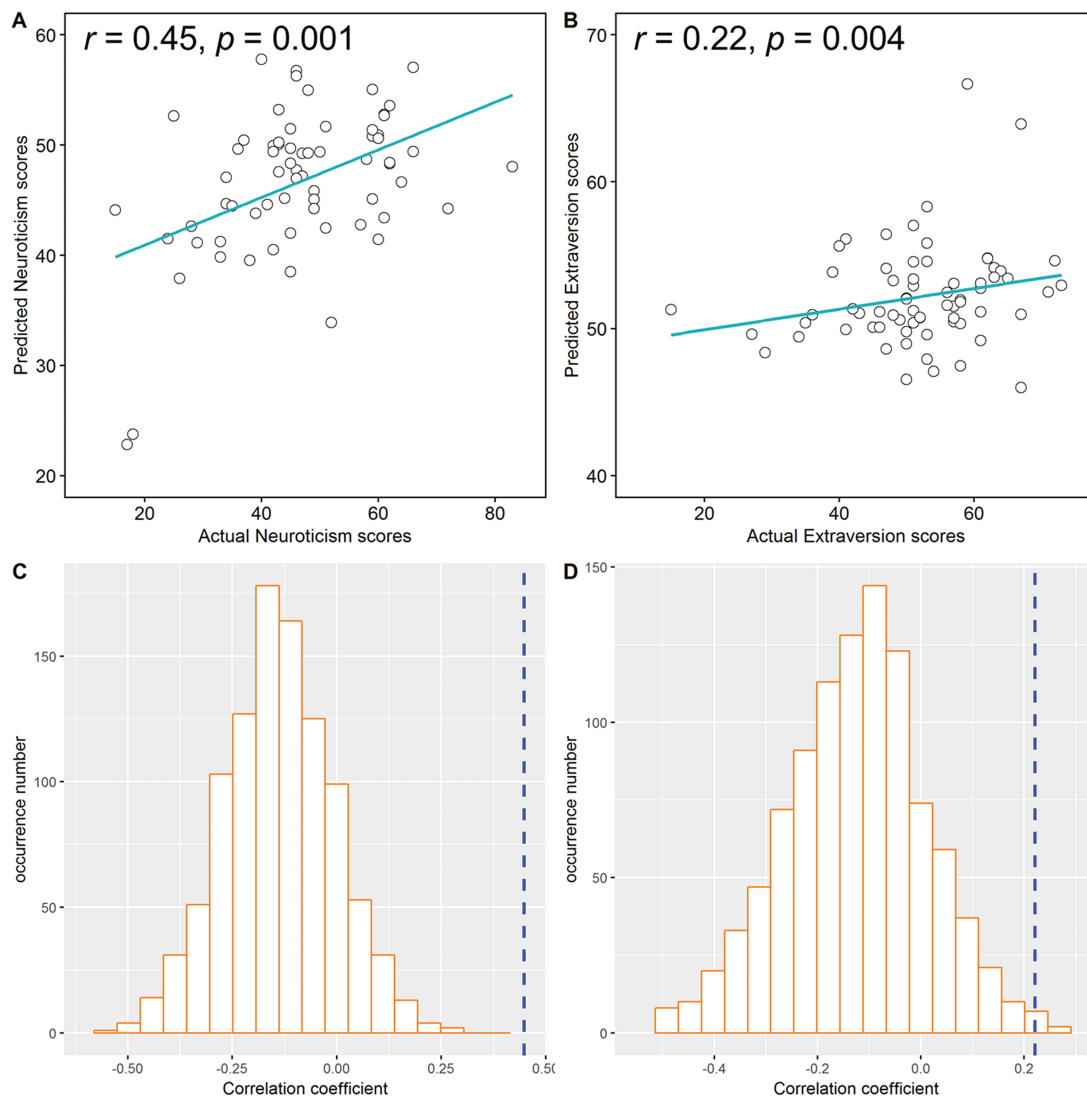 A
r = 0.45, p = 0.001
60
50
40
30
20
Predicted Neuroticism scores
20 40 60 80
Actual Neuroticism scores
B
r = 0.22, p = 0.004
70
60
50
40
Predicted Extraversion scores
20 40 60
Actual Extraversion scores
C
150
100
50
0
occurrence number
-0.50 -0.25 0.00 0.25 0.50
Correlation coefficient
D
150
100
50
0
occurrence number
-0.4 -0.2 0.0 0.2
Correlation coefficient